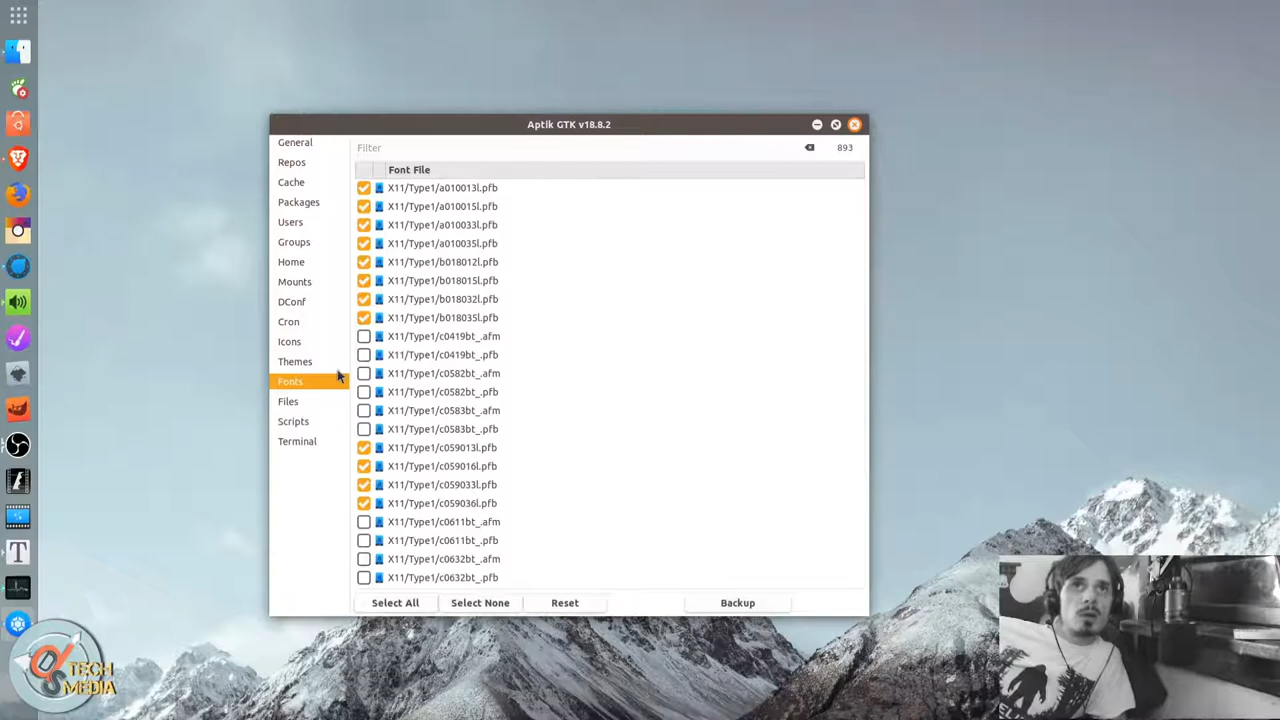 Aptik GTK v18.8.2
General
Repos
Cache
Packages
Users
Groups
Home
Mounts
DConf
Cron
Icons
Themes
Fonts
Files
Scripts
Terminal
Filter
893
Font File
X11/Type1/a010013l.pfb
X11/Type1/a010015l.pfb
X11/Type1/a010033l.pfb
X11/Type1/a010035l.pfb
X11/Type1/b018012l.pfb
X11/Type1/b018015l.pfb
X11/Type1/b018032l.pfb
X11/Type1/b018035l.pfb
X11/Type1/c0419bt_.afm
X11/Type1/c0419bt_.pfb
X11/Type1/c0582bt_.afm
X11/Type1/c0582bt_.pfb
X11/Type1/c0583bt_.afm
X11/Type1/c0583bt_.pfb
X11/Type1/c059013l.pfb
X11/Type1/c059016l.pfb
X11/Type1/c059033l.pfb
X11/Type1/c059036l.pfb
X11/Type1/c0611bt_.afm
X11/Type1/c0611bt_.pfb
X11/Type1/c0632bt_.afm
X11/Type1/c0632bt_.pfb
Select All
Select None
Reset
Backup
TECH
MEDIA